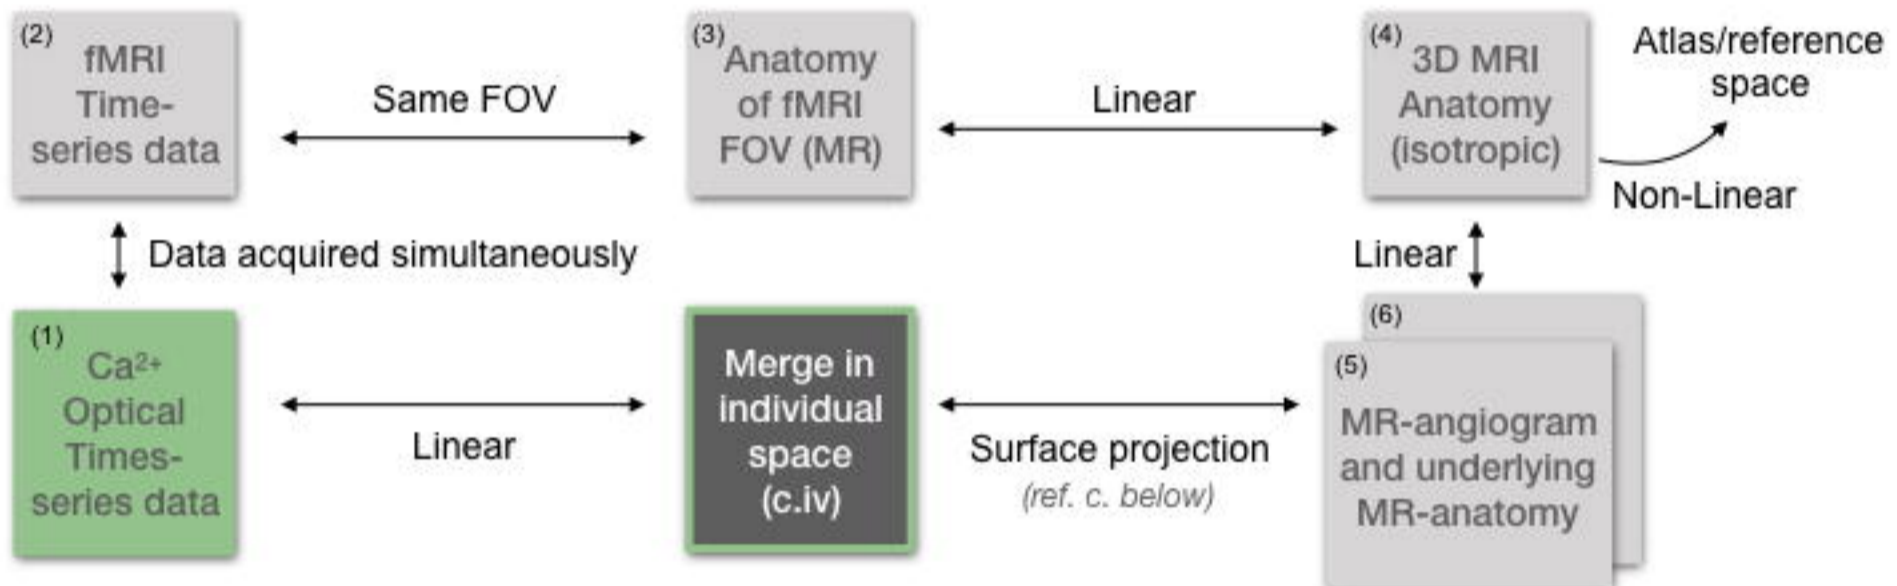 (2)
fMRI
Time-
series data
Same FOV
(3)
Anatomy
of fMRI
FOV (MR)
Linear
(4)
3D MRI
Anatomy
(isotropic)
Atlas/reference
space
Non-Linear
Data acquired simultaneously
Linear
(1)
Ca²⁺
Optical
Times-
series data
Linear
Merge in
individual
space
(c.iv)
Surface projection
(ref. c. below)
(6)
(5)
MR-angiogram
and underlying
MR-anatomy